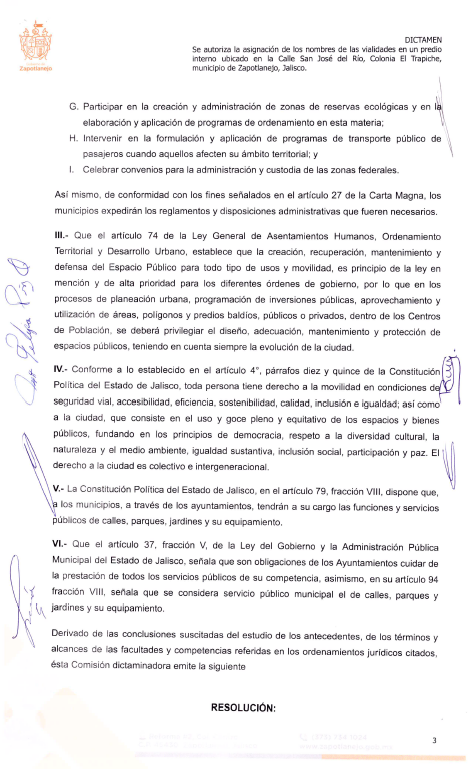 Zapotlanejo
DICTAMEN
Se autoriza la asignación de los nombres de las vialidades en un predio
interno ubicado en la Calle San José del Río, Colonia El Trapiche,
municipio de Zapotlanejo, Jalisco.
G. Participar en la creación y administración de zonas de reservas ecológicas y en la
elaboración y aplicación de programas de ordenamiento en esta materia;
H. Intervenir en la formulación y aplicación de programas de transporte público de
pasajeros cuando aquellos afecten su ámbito territorial; y
I. Celebrar convenios para la administración y custodia de las zonas federales.
Así mismo, de conformidad con los fines señalados en el artículo 27 de la Carta Magna, los
municipios expedirán los reglamentos y disposiciones administrativas que fueren necesarios.
III.- Que el artículo 74 de la Ley General de Asentamientos Humanos, Ordenamiento
Territorial y Desarrollo Urbano, establece que la creación, recuperación, mantenimiento y
defensa del Espacio Público para todo tipo de usos y movilidad, es principio de la ley en
mención y de alta prioridad para los diferentes órdenes de gobierno, por lo que en los
procesos de planeación urbana, programación de inversiones públicas, aprovechamiento y
utilización de áreas, polígonos y predios baldíos, públicos o privados, dentro de los Centros
de Población, se deberá privilegiar el diseño, adecuación, mantenimiento y protección de
espacios públicos, teniendo en cuenta siempre la evolución de la ciudad.
IV.- Conforme a lo establecido en el artículo 4°, párrafos diez y quince de la Constitución
Política del Estado de Jalisco, toda persona tiene derecho a la movilidad en condiciones de
seguridad vial, accesibilidad, eficiencia, sostenibilidad, calidad, inclusión e igualdad; así como
a la ciudad, que consiste en el uso y goce pleno y equitativo de los espacios y bienes
públicos, fundando en los principios de democracia, respeto a la diversidad cultural, la
naturaleza y el medio ambiente, igualdad sustantiva, inclusión social, participación y paz. El
derecho a la ciudad es colectivo e intergeneracional.
V.- La Constitución Política del Estado de Jalisco, en el artículo 79, fracción VIII, dispone que,
a los municipios, a través de los ayuntamientos, tendrán a su cargo las funciones y servicios
públicos de calles, parques, jardines y su equipamiento.
VI.- Que el artículo 37, fracción V, de la Ley del Gobierno y la Administración Pública
Municipal del Estado de Jalisco, señala que son obligaciones de los Ayuntamientos cuidar de
la prestación de todos los servicios públicos de su competencia, asimismo, en su artículo 94
fracción VIII, señala que se considera servicio público municipal el de calles, parques y
jardines y su equipamiento.
Derivado de las conclusiones suscitadas del estudio de los antecedentes, de los términos y
alcances de las facultades y competencias referidas en los ordenamientos jurídicos citados,
ésta Comisión dictaminadora emite la siguiente
RESOLUCIÓN:
3